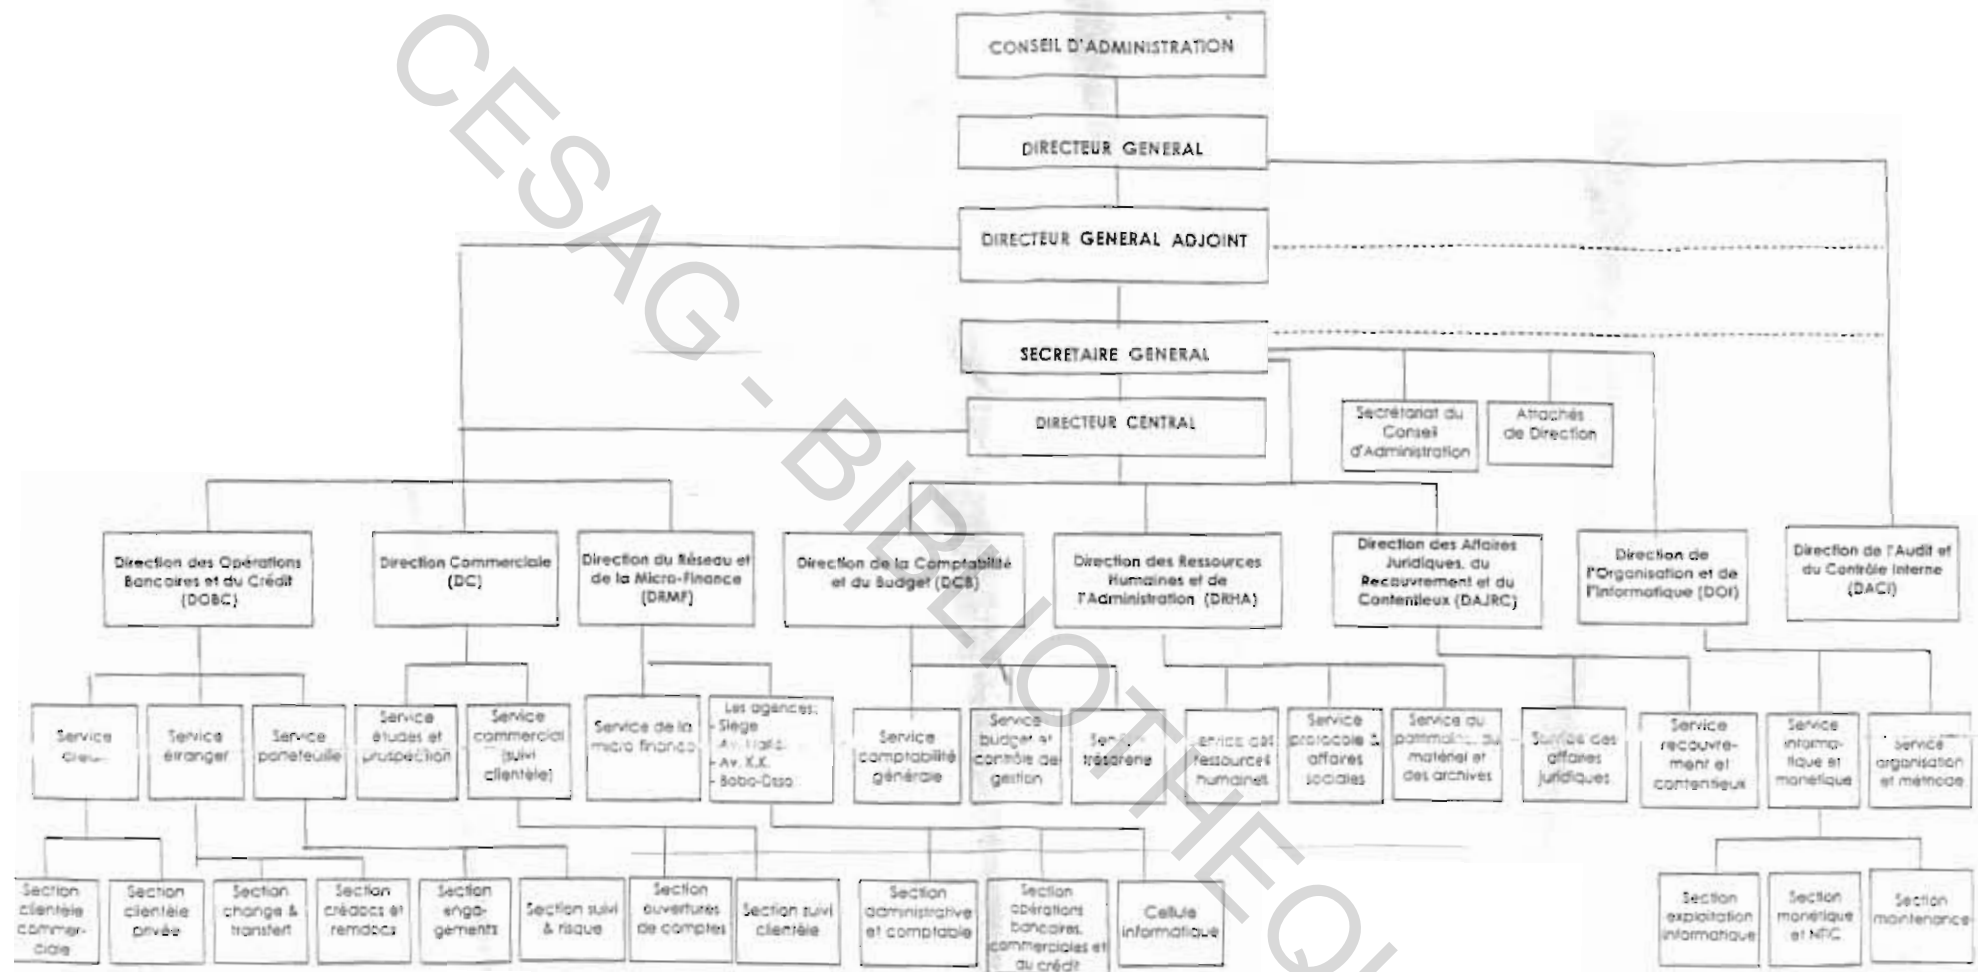 CESAG - BIBLIOTHEQU
CONSEIL D'ADMINISTRATION
DIRECTEUR GENERAL
DIRECTEUR GENERAL ADJOINT
SECRETAIRE GENERAL
DIRECTEUR CENTRAL
Secrétariat du
Conseil
d'Administration
Attachés
de Direction
Direction des Opérations
Bancaires et du Crédit
(DOBC)
Direction Commerciale
(DC)
Direction du Réseau et
de la Micro-Finance
(DRMF)
Direction de la Comptabilité
et du Budget (DCB)
Direction des Ressources
Humaines et de
l'Administration (DRHA)
Direction des Affaires
Juridiques, du
Recouvrement et du
Contentieux (DAJRC)
Direction de
l'Organisation et de
l'Informatique (DOI)
Direction de l'Audit et
du Contrôle Interne
(DACI)
Service
Service
étranger
Service
portefeuille
Service
études et
prospection
Service
commercial
(suivi
clientèle)
Service de la
micro finance
Les agences:
- Siège
- Av.
- Av. X.X.
- Bobo-Dsso
Service
comptabilité
générale
Service
budget et
contrôle de
gestion
Service
trésorerie
Service des
ressources
humaines
Service
protocole &
affaires
sociales
Service du
patrimoine du
matériel et
des archives
Service des
affaires
juridiques
Service
recouvre-
ment et
contentieux
Service
informa-
tique et
monétique
Service
organisation
et méthode
Section
clientèle
commer-
ciale
Section
clientèle
privée
Section
change &
transfert
Section
crédocs et
remdocs
Section
enga-
gements
Section suivi
& risque
Section
ouvertures
de comptes
Section suivi
clientèle
Section
administrative
et comptable
Section
opérations
bancaires,
commerciales et
du crédit
Cellule
informatique
Section
exploitation
informatique
Section
monétique
et NTIC
Section
maintenance